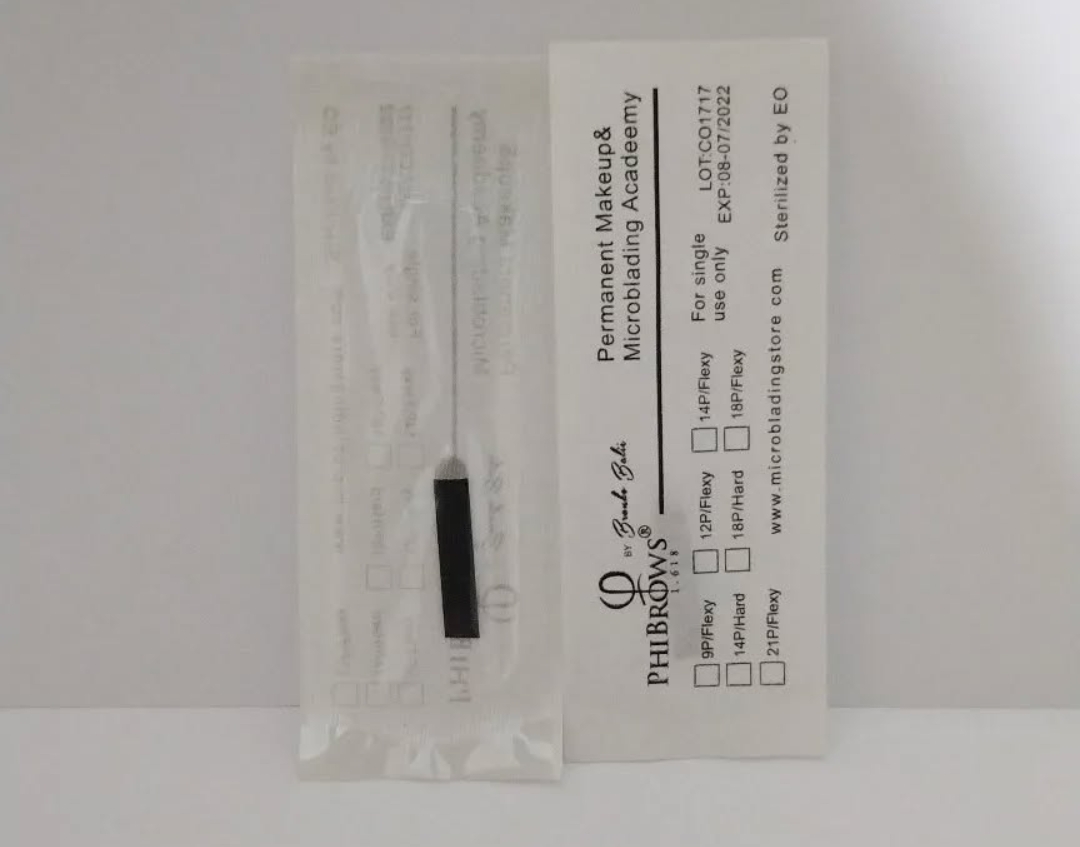 φ BY Branko Babić
PHIBROWS®
1.618
Permanent Makeup&
Microblading Acadeemy
9P/Flexy 12P/Flexy 14P/Flexy
14P/Hard 18P/Hard 18P/Flexy
21P/Flexy
For single
use only
LOT:CO1717
EXP:08-07/2022
www.microbladingstore com
Sterilized by EO